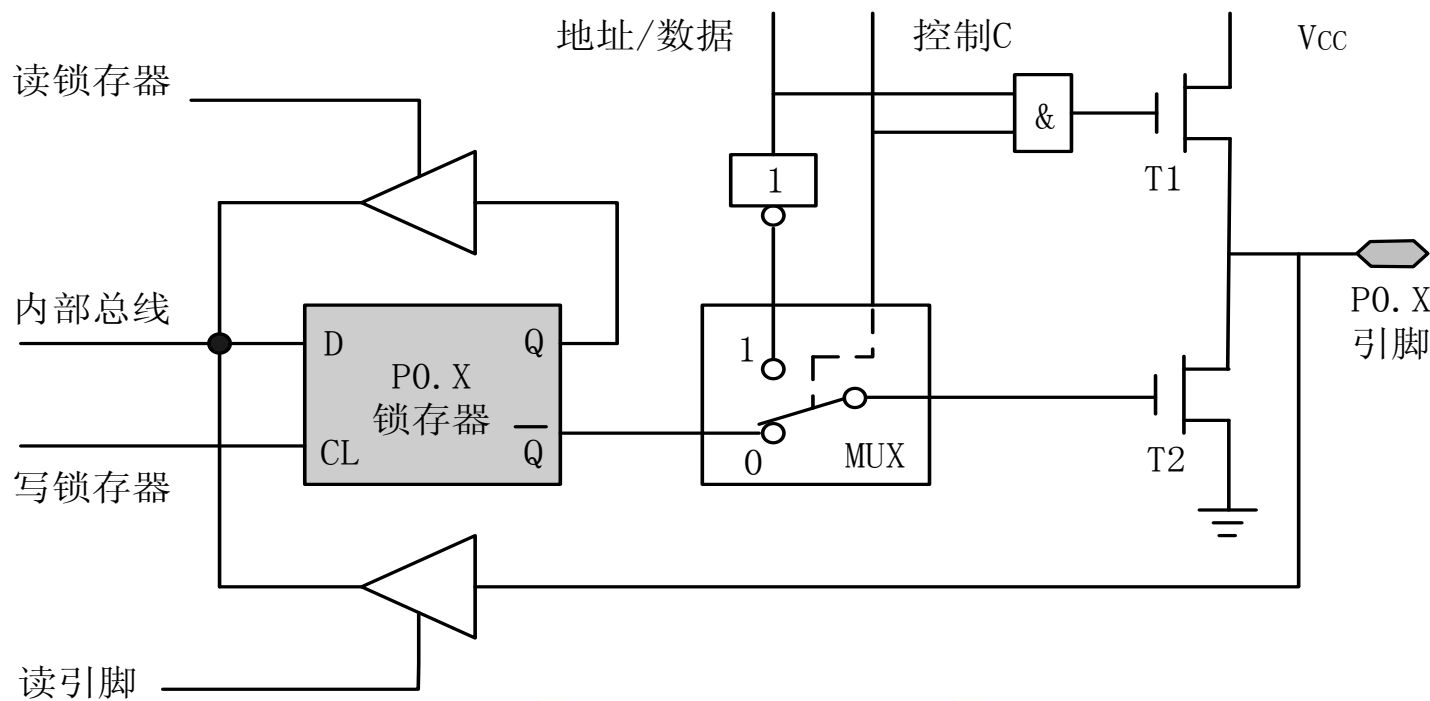 地址/数据
控制C
VCC
读锁存器
&
1
T1
内部总线
D
Q
P0.X
锁存器
CL
Q
写锁存器
1
0
MUX
T2
P0.X
引脚
读引脚